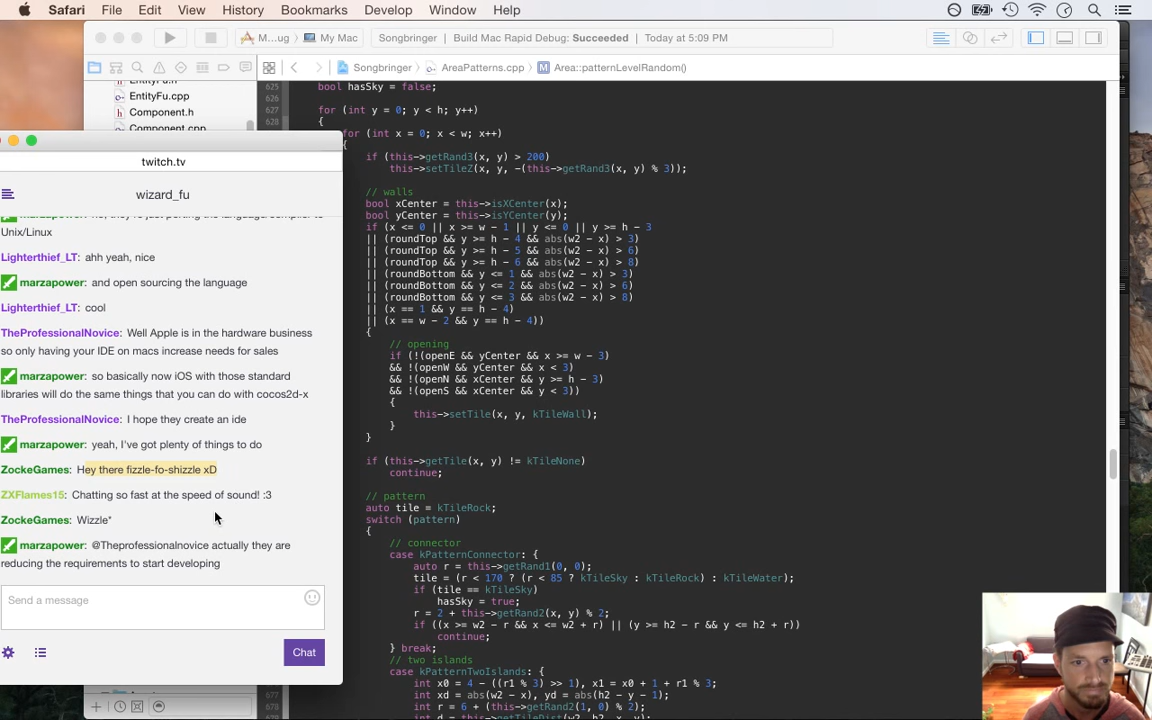 Safari File Edit View History Bookmarks Develop Window Help
M...ug My Mac Songbringer | Build Mac Rapid Debug: Succeeded | Today at 5:09 PM
Songbringer AreaPatterns.cpp M Area::patternLevelRandom()
EntityFu.h
EntityFu.cpp
Component.h
Component.cpp
twitch.tv
wizard_fu
Unix/Linux
Lighterthief_LT: ahh yeah, nice
marzapower: and open sourcing the language
Lighterthief_LT: cool
TheProfessionalNovice: Well Apple is in the hardware business
so only having your IDE on macs increase needs for sales
marzapower: so basically now iOS with those standard
libraries will do the same things that you can do with cocos2d-x
TheProfessionalNovice: I hope they create an ide
marzapower: yeah, I've got plenty of things to do
ZockeGames: Hey there fizzle-fo-shizzle xD
ZXFlames15: Chatting so fast at the speed of sound! :3
ZockeGames: Wizzle*
marzapower: @Theprofessionalnovice actually they are
reducing the requirements to start developing
Send a message
Chat
625 bool hasSky = false;
626
627 for (int y = 0; y < h; y++)
628 {
for (int x = 0; x < w; x++)
{
if (this->getRand3(x, y) > 200)
this->setTileZ(x, y, -(this->getRand3(x, y) % 3));
// walls
bool xCenter = this->isXCenter(x);
bool yCenter = this->isYCenter(y);
if (x <= 0 || x >= w - 1 || y <= 0 || y >= h - 3
|| (roundTop && y >= h - 4 && abs(w2 - x) > 3)
|| (roundTop && y >= h - 5 && abs(w2 - x) > 6)
|| (roundTop && y >= h - 6 && abs(w2 - x) > 8)
|| (roundBottom && y <= 1 && abs(w2 - x) > 3)
|| (roundBottom && y <= 2 && abs(w2 - x) > 6)
|| (roundBottom && y <= 3 && abs(w2 - x) > 8)
|| (x == 1 && y == h - 4)
|| (x == w - 2 && y == h - 4))
{
// opening
if (!(openE && yCenter && x >= w - 3)
&& !(openW && yCenter && x < 3)
&& !(openN && xCenter && y >= h - 3)
&& !(openS && xCenter && y < 3))
{
this->setTile(x, y, kTileWall);
}
}
if (this->getTile(x, y) != kTileNone)
continue;
// pattern
auto tile = kTileRock;
switch (pattern)
{
// connector
case kPatternConnector: {
auto r = this->getRand1(0, 0);
tile = (r < 170 ? (r < 85 ? kTileSky : kTileRock) : kTileWater);
if (tile == kTileSky)
hasSky = true;
r = 2 + this->getRand2(x, y) % 2;
if ((x >= w2 - r && x <= w2 + r) || (y >= h2 - r && y <= h2 + r))
continue;
} break;
// two islands
case kPatternTwoIslands: {
677 int x0 = 4 - ((r1 % 3) >> 1), x1 = x0 + 1 + r1 % 3;
678 int xd = abs(w2 - x), yd = abs(h2 - y - 1);
int r = 6 + (this->getRand2(1, 0) % 2);